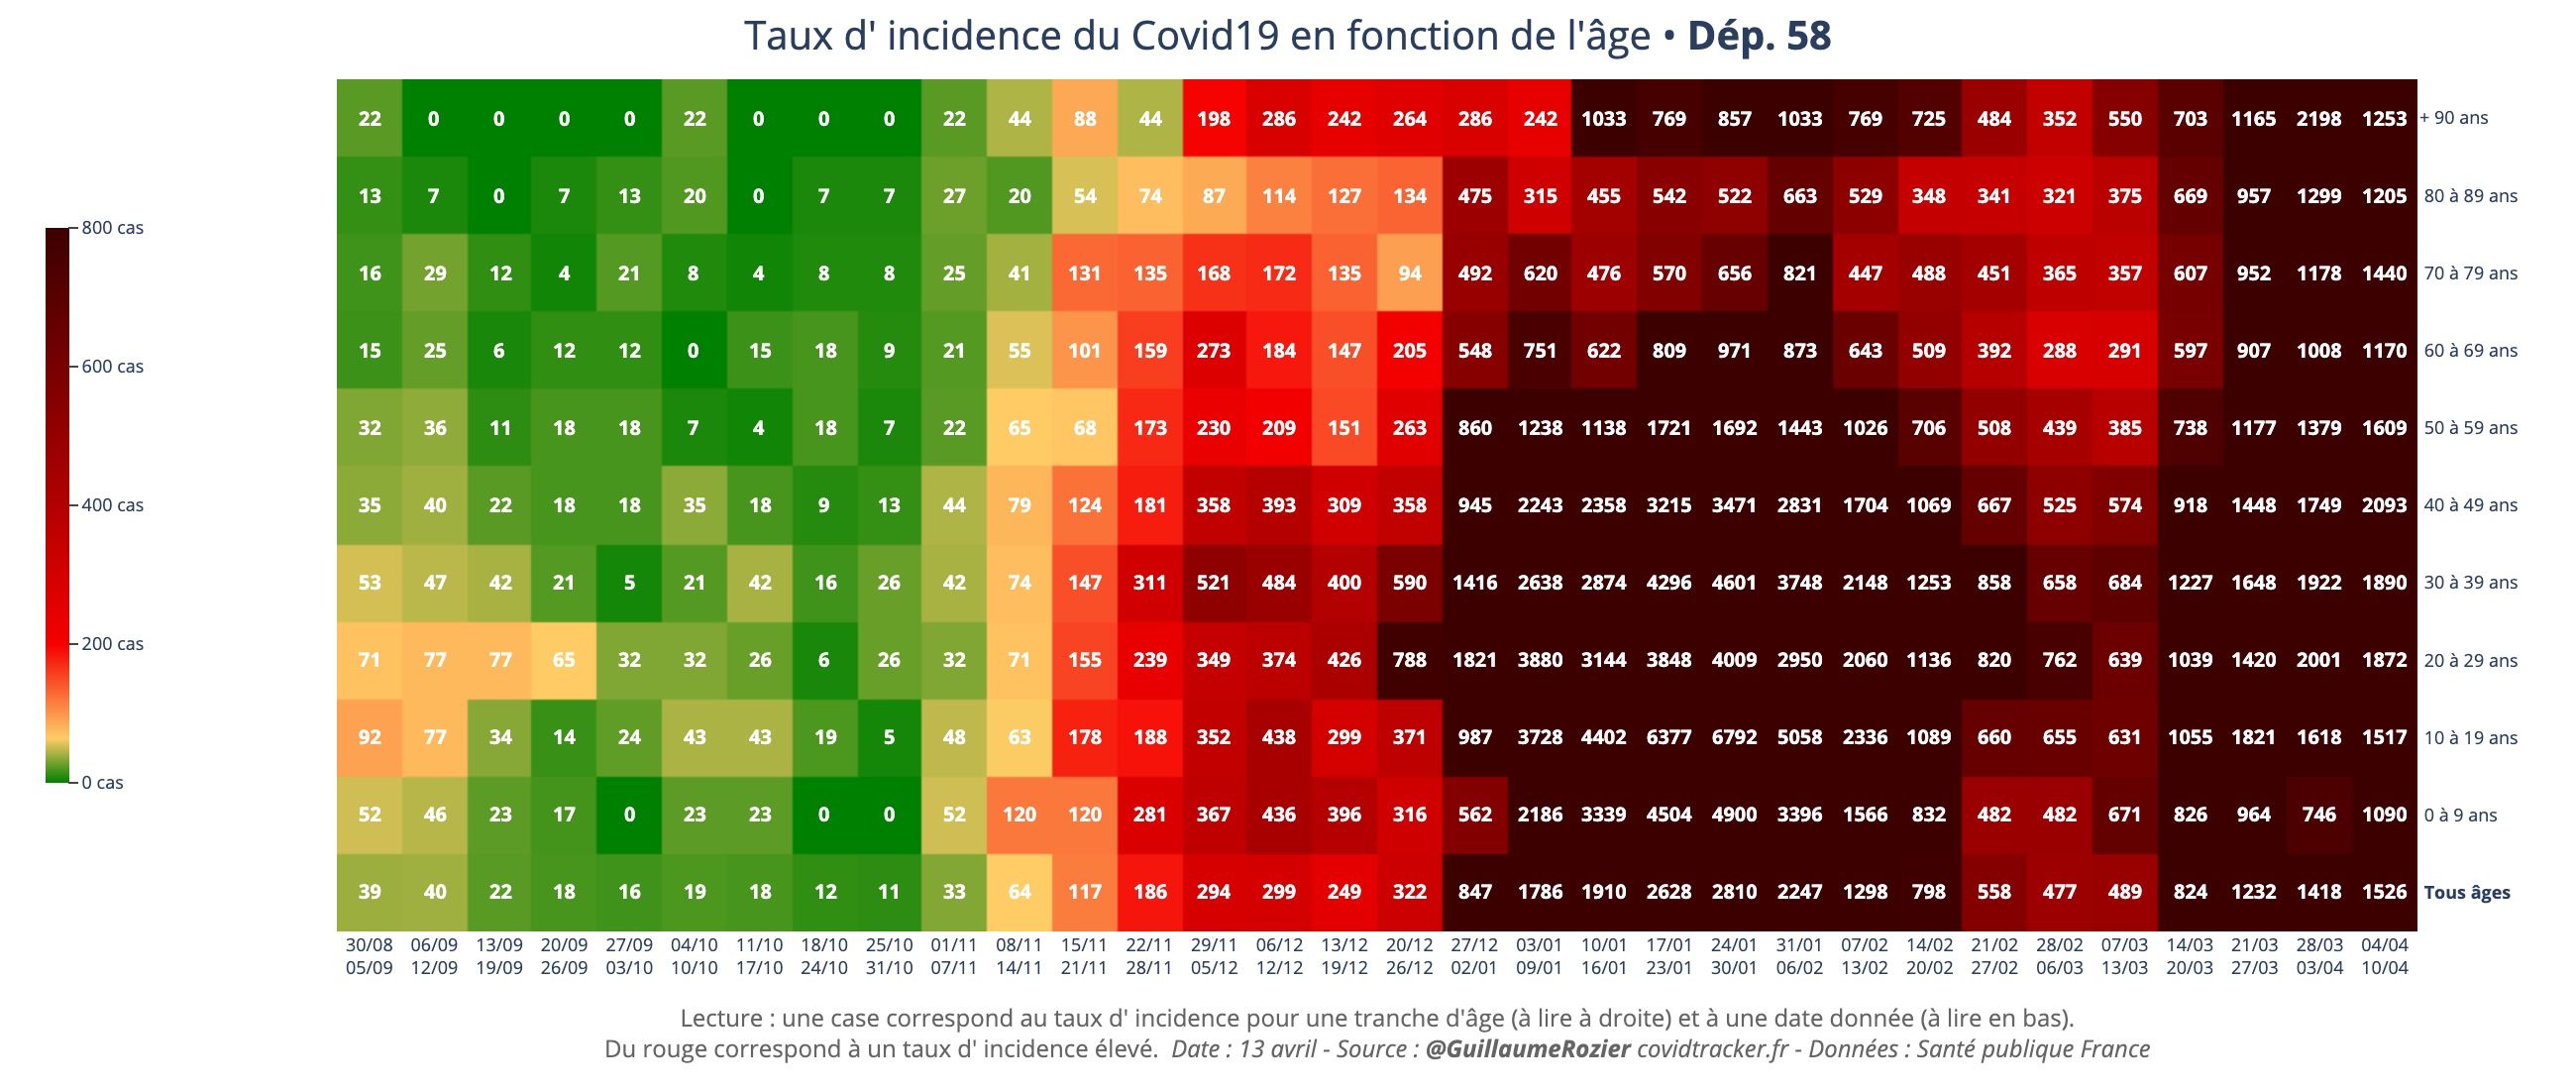 Taux d' incidence du Covid19 en fonction de l'âge • Dép. 58
800 cas
600 cas
400 cas
200 cas
0 cas
22 0 0 0 0 22 0 0 0 22 44 88 44 198 286 242 264 286 242 1033 769 857 1033 769 725 484 352 550 703 1165 2198 1253 + 90 ans
13 7 0 7 13 20 0 7 7 27 20 54 74 87 114 127 134 475 315 455 542 522 663 529 348 341 321 375 669 957 1299 1205 80 à 89 ans
16 29 12 4 21 8 4 8 8 25 41 131 135 168 172 135 94 492 620 476 570 656 821 447 488 451 365 357 607 952 1178 1440 70 à 79 ans
15 25 6 12 12 0 15 18 9 21 55 101 159 273 184 147 205 548 751 622 809 971 873 643 509 392 288 291 597 907 1008 1170 60 à 69 ans
32 36 11 18 18 7 4 18 7 22 65 68 173 230 209 151 263 860 1238 1138 1721 1692 1443 1026 706 508 439 385 738 1177 1379 1609 50 à 59 ans
35 40 22 18 18 35 18 9 13 44 79 124 181 358 393 309 358 945 2243 2358 3215 3471 2831 1704 1069 667 525 574 918 1448 1749 2093 40 à 49 ans
53 47 42 21 5 21 42 16 26 42 74 147 311 521 484 400 590 1416 2638 2874 4296 4601 3748 2148 1253 858 658 684 1227 1648 1922 1890 30 à 39 ans
71 77 77 65 32 32 26 6 26 32 71 155 239 349 374 426 788 1821 3880 3144 3848 4009 2950 2060 1136 820 762 639 1039 1420 2001 1872 20 à 29 ans
92 77 34 14 24 43 43 19 5 48 63 178 188 352 438 299 371 987 3728 4402 6377 6792 5058 2336 1089 660 655 631 1055 1821 1618 1517 10 à 19 ans
52 46 23 17 0 23 23 0 0 52 120 120 281 367 436 396 316 562 2186 3339 4504 4900 3396 1566 832 482 482 671 826 964 746 1090 0 à 9 ans
39 40 22 18 16 19 18 12 11 33 64 117 186 294 299 249 322 847 1786 1910 2628 2810 2247 1298 798 558 477 489 824 1232 1418 1526 Tous âges
30/08 06/09 13/09 20/09 27/09 04/10 11/10 18/10 25/10 01/11 08/11 15/11 22/11 29/11 06/12 13/12 20/12 27/12 03/01 10/01 17/01 24/01 31/01 07/02 14/02 21/02 28/02 07/03 14/03 21/03 28/03 04/04
05/09 12/09 19/09 26/09 03/10 10/10 17/10 24/10 31/10 07/11 14/11 21/11 28/11 05/12 12/12 19/12 26/12 02/01 09/01 16/01 23/01 30/01 06/02 13/02 20/02 27/02 06/03 13/03 20/03 27/03 03/04 10/04
Lecture : une case correspond au taux d' incidence pour une tranche d'âge (à lire à droite) et à une date donnée (à lire en bas).
Du rouge correspond à un taux d' incidence élevé. Date : 13 avril - Source : @GuillaumeRozier covidtracker.fr - Données : Santé publique France